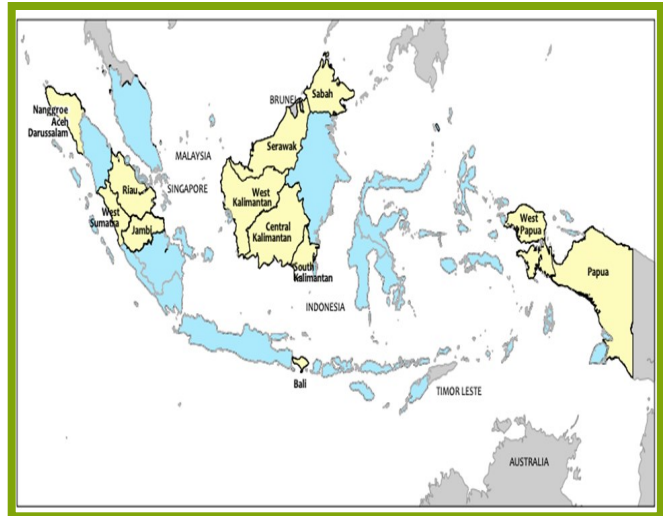 Sabah
BRUNEI
Nanggroe
Aceh
Darussalam
Serawak
MALAYSIA
SINGAPORE
Riau
West
Kalimantan
West
Sumatra
Jambi
Central
Kalimantan
West
Papua
South
Kalimantan
Papua
INDONESIA
Bali
TIMOR LESTE
AUSTRALIA